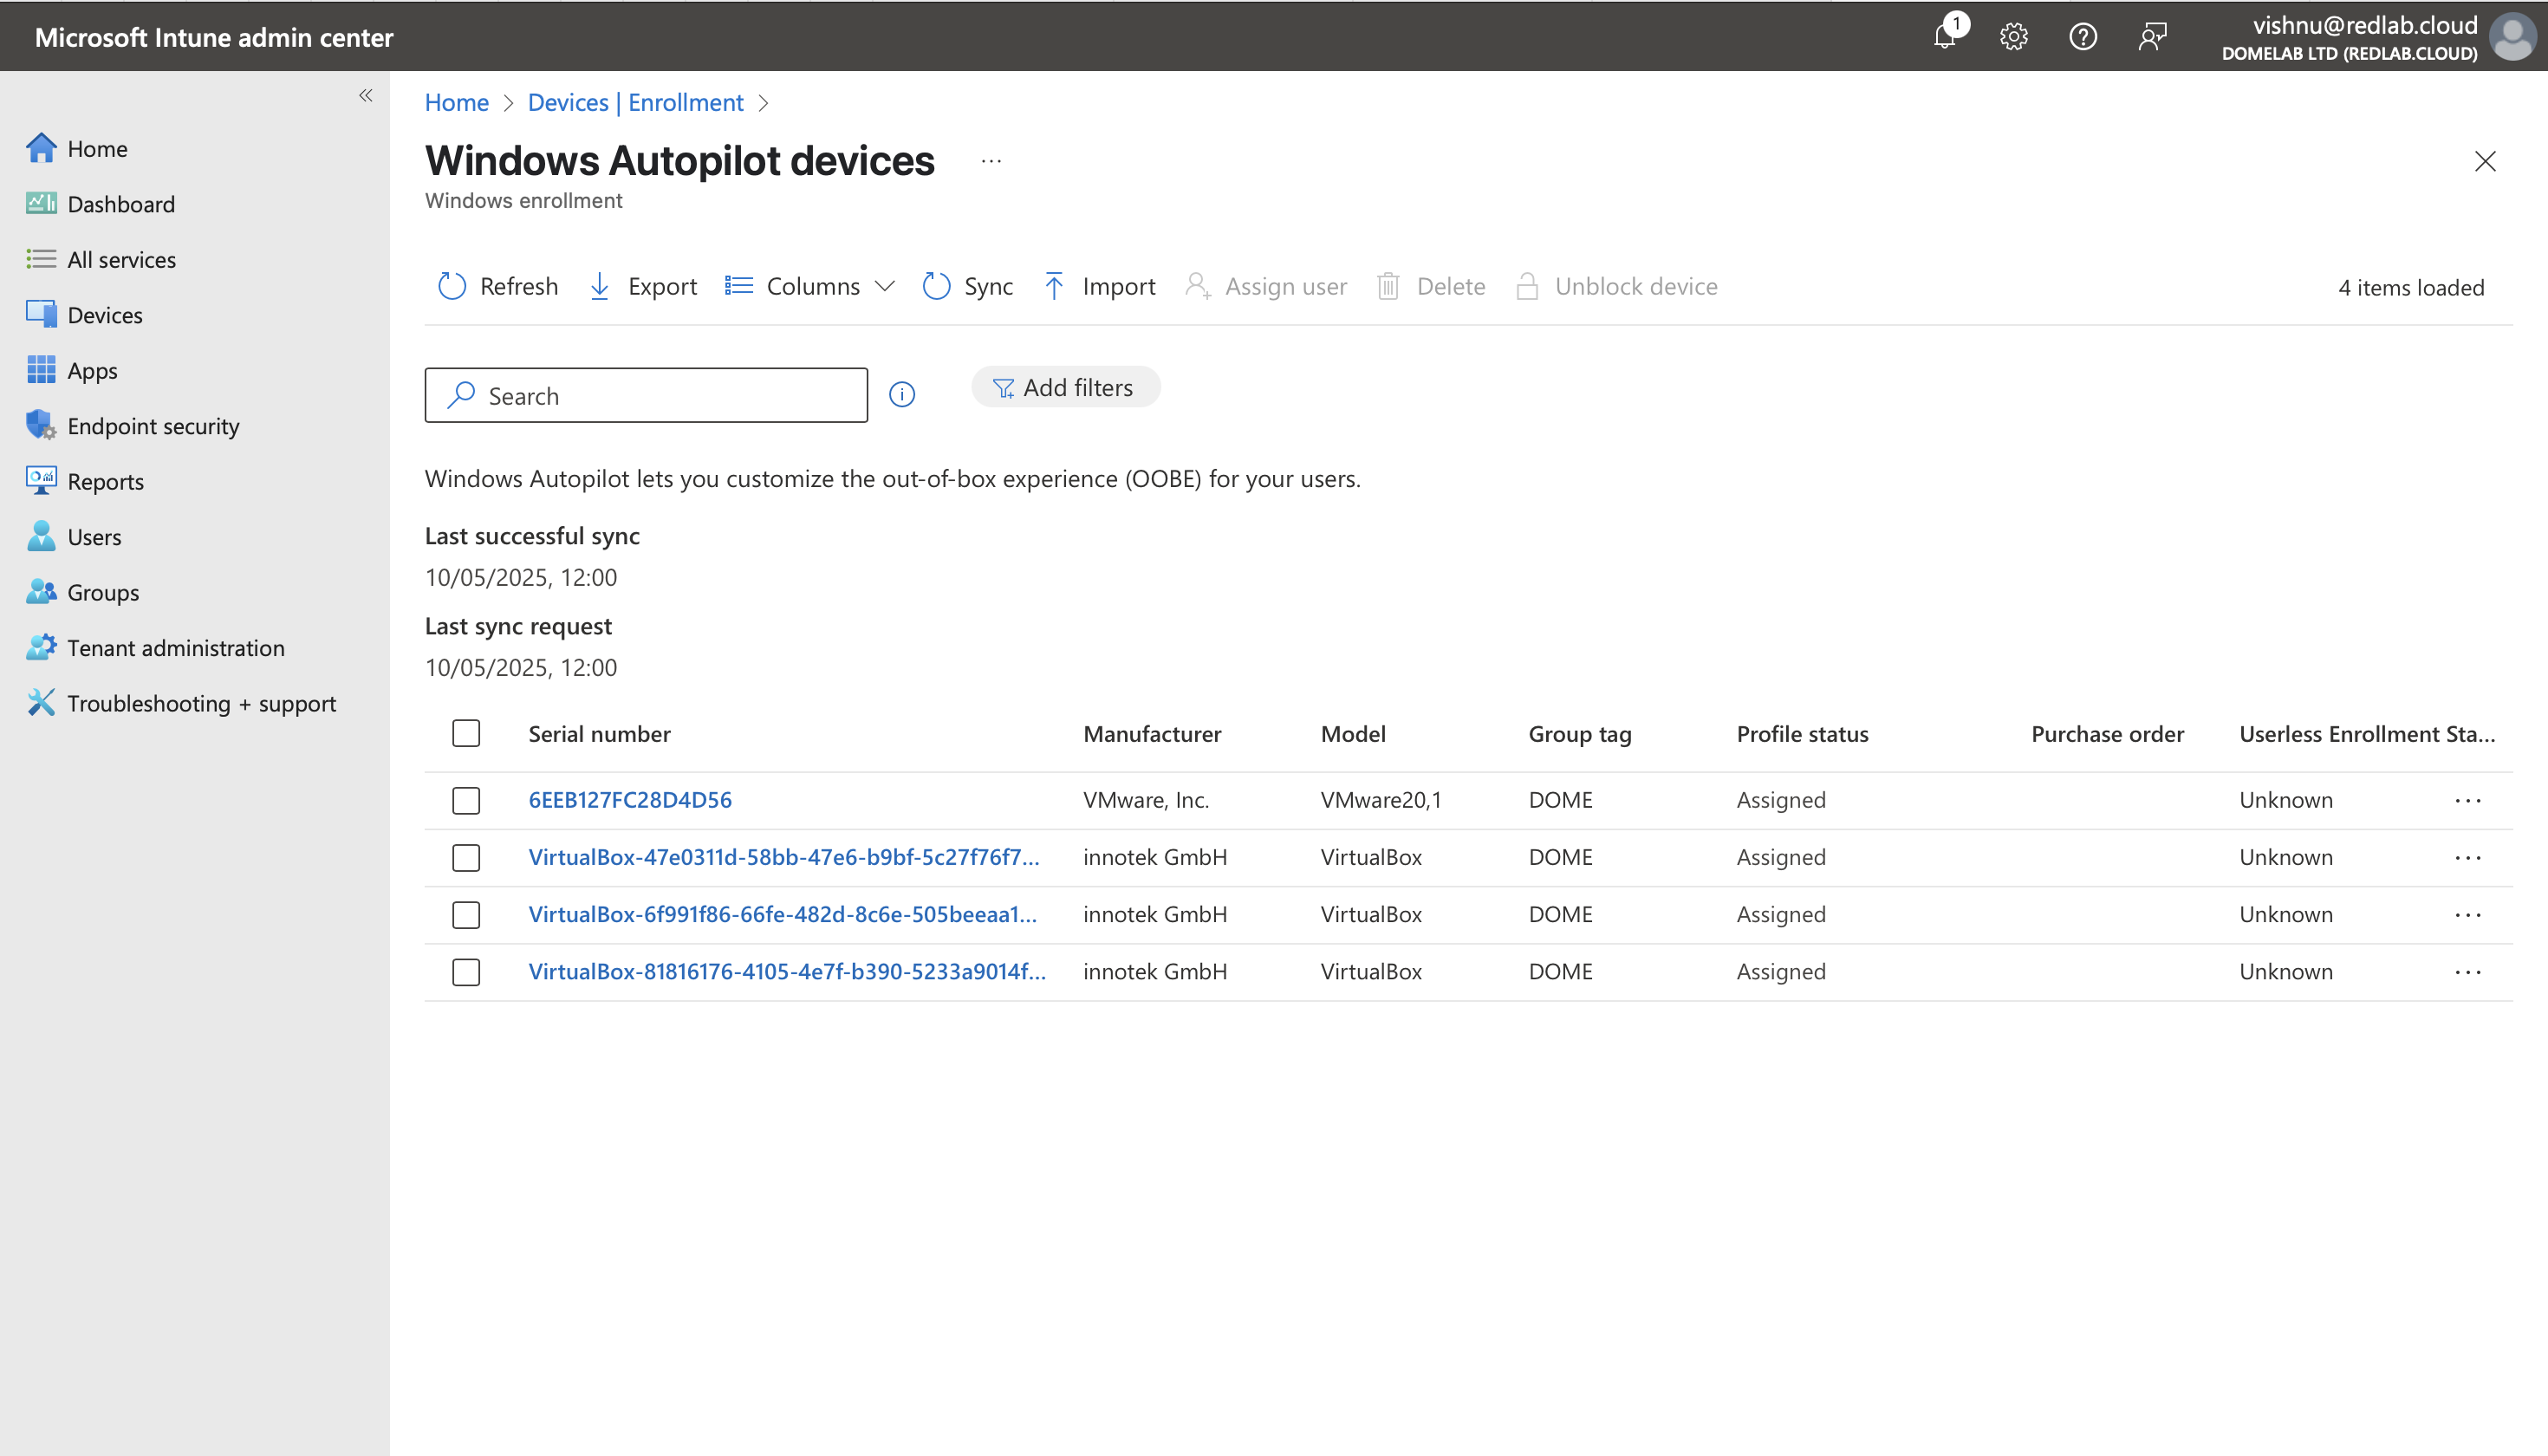 Microsoft Intune admin center
1
vishnu@redlab.cloud
DOMELAB LTD (REDLAB.CLOUD)
Home
Dashboard
All services
Devices
Apps
Endpoint security
Reports
Users
Groups
Tenant administration
Troubleshooting + support
Home > Devices | Enrollment >
Windows Autopilot devices ...
Windows enrollment
Refresh Export Columns Sync Import Assign user Delete Unblock device 4 items loaded
Search Add filters
Windows Autopilot lets you customize the out-of-box experience (OOBE) for your users.
Last successful sync
10/05/2025, 12:00
Last sync request
10/05/2025, 12:00
Serial number Manufacturer Model Group tag Profile status Purchase order Userless Enrollment Sta...
6EEB127FC28D4D56 VMware, Inc. VMware20,1 DOME Assigned Unknown ...
VirtualBox-47e0311d-58bb-47e6-b9bf-5c27f76f7... innotek GmbH VirtualBox DOME Assigned Unknown ...
VirtualBox-6f991f86-66fe-482d-8c6e-505beeaa1... innotek GmbH VirtualBox DOME Assigned Unknown ...
VirtualBox-81816176-4105-4e7f-b390-5233a9014f... innotek GmbH VirtualBox DOME Assigned Unknown ...